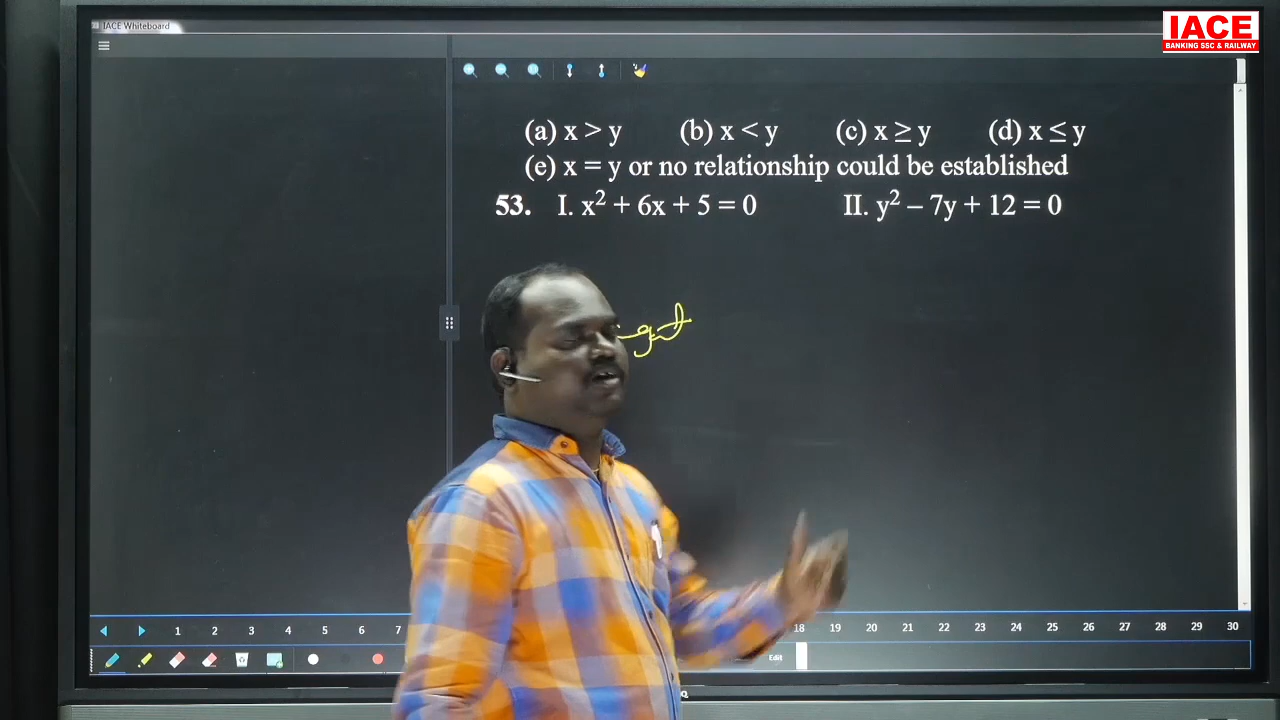 IACE Whiteboard
IACE
BANKING SSC & RAILWAY
(a) x > y (b) x < y (c) x ≥ y (d) x ≤ y
(e) x = y or no relationship could be established
53. I. x² + 6x + 5 = 0 II. y² – 7y + 12 = 0
1 2 3 4 5 6 7 18 19 20 21 22 23 24 25 26 27 28 29 30
Edit